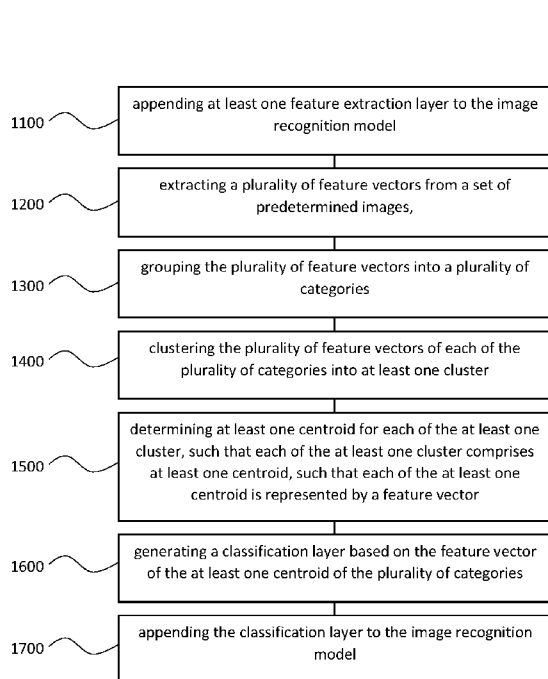 1100
appending at least one feature extraction layer to the image
recognition model
1200
extracting a plurality of feature vectors from a set of
predetermined images,
1300
grouping the plurality of feature vectors into a plurality of
categories
1400
clustering the plurality of feature vectors of each of the
plurality of categories into at least one cluster
1500
determining at least one centroid for each of the at least one
cluster, such that each of the at least one cluster comprises
at least one centroid, such that each of the at least one
centroid is represented by a feature vector
1600
generating a classification layer based on the feature vector
of the at least one centroid of the plurality of categories
1700
appending the classification layer to the image recognition
model